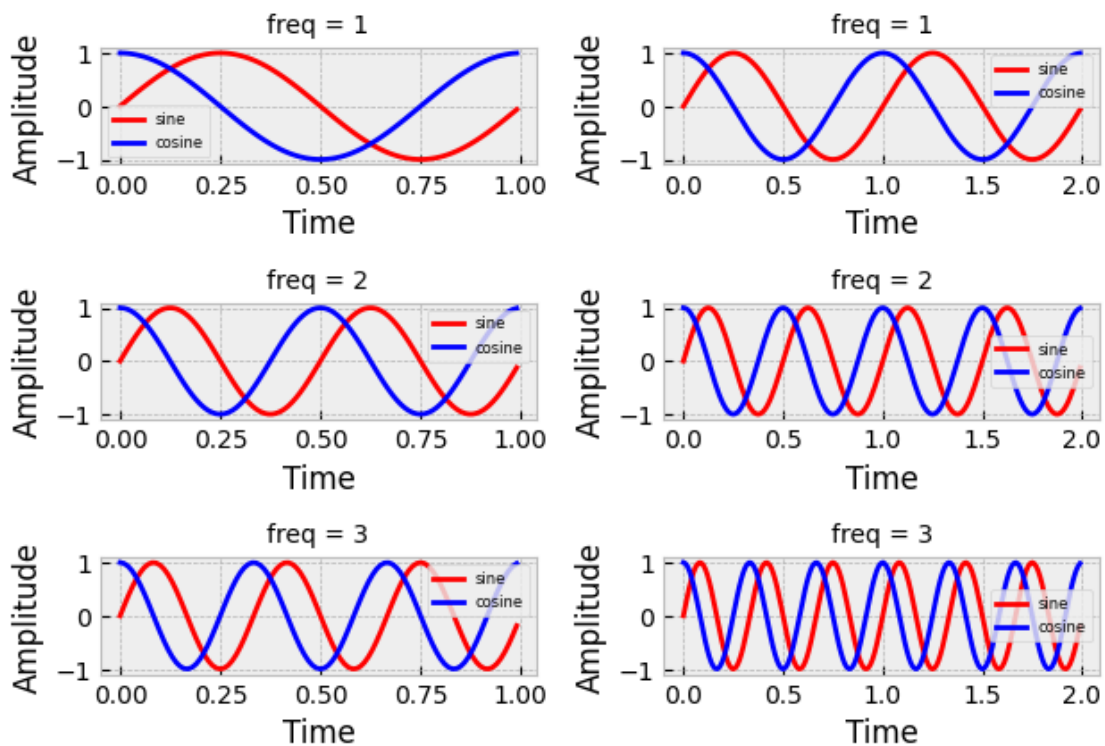 freq = 1
Amplitude
1
0
−1
sine
cosine
0.00 0.25 0.50 0.75 1.00
Time
freq = 1
Amplitude
1
0
−1
sine
cosine
0.0 0.5 1.0 1.5 2.0
Time
freq = 2
Amplitude
1
0
−1
sine
cosine
0.00 0.25 0.50 0.75 1.00
Time
freq = 2
Amplitude
1
0
−1
sine
cosine
0.0 0.5 1.0 1.5 2.0
Time
freq = 3
Amplitude
1
0
−1
sine
cosine
0.00 0.25 0.50 0.75 1.00
Time
freq = 3
Amplitude
1
0
−1
sine
cosine
0.0 0.5 1.0 1.5 2.0
Time